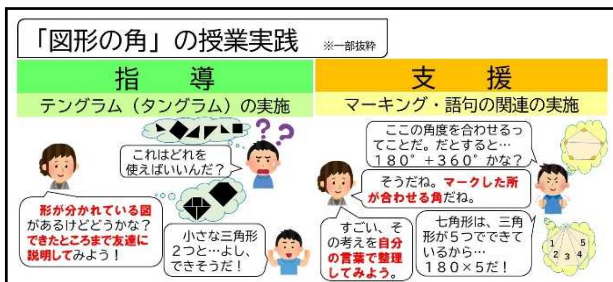 「図形の角」の授業実践 ※一部抜粋
指 導
テングラム（タングラム）の実施
これはどれを
使えばいいんだ？
形が分かれている図
があるけどどうかな？
できたところまで友達に
説明してみよう！
小さな三角形
２つと…よし、
できそうだ！
支 援
マーキング・語句の関連の実施
ここの角度を合わせるっ
てことだ。だとすると…
１８０°＋３６０°かな？
そうだね。マークした所
が合わせる角だね。
すごい、そ
の考えを自分
の言葉で整理
してみよう。
七角形は、三角
形が５つでできて
いるから…
１８０×５だ！
1 2 3 4 5